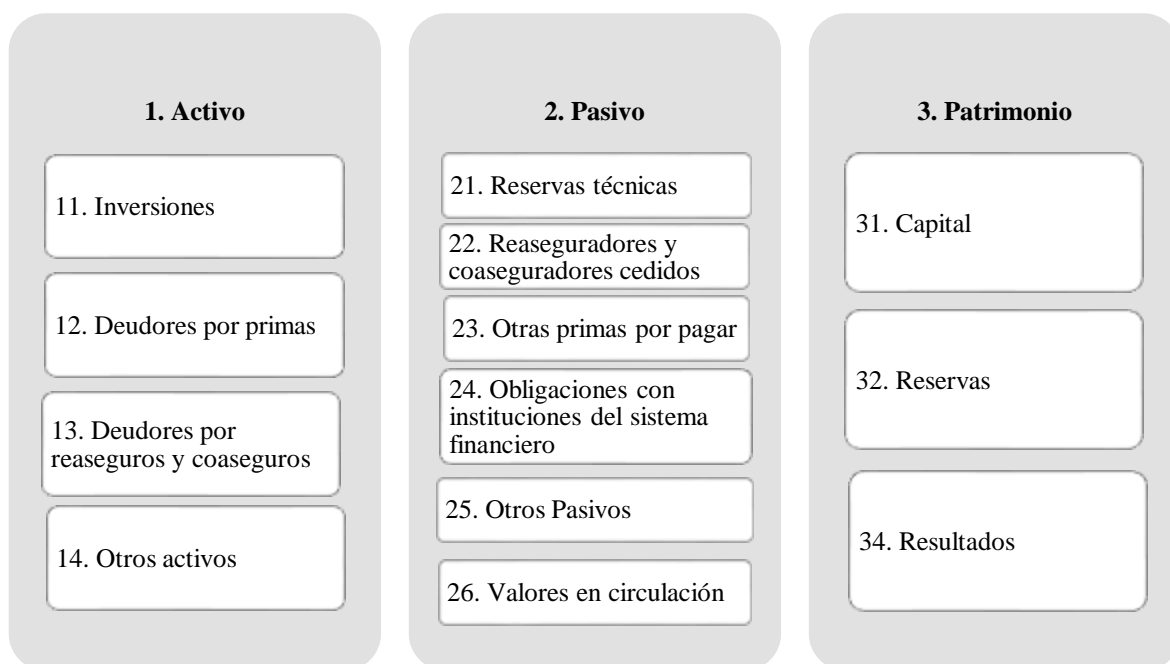 1. Activo
11. Inversiones
12. Deudores por primas
13. Deudores por
reaseguros y coaseguros
14. Otros activos
2. Pasivo
21. Reservas técnicas
22. Reaseguradores y
coaseguradores cedidos
23. Otras primas por pagar
24. Obligaciones con
instituciones del sistema
financiero
25. Otros Pasivos
26. Valores en circulación
3. Patrimonio
31. Capital
32. Reservas
34. Resultados